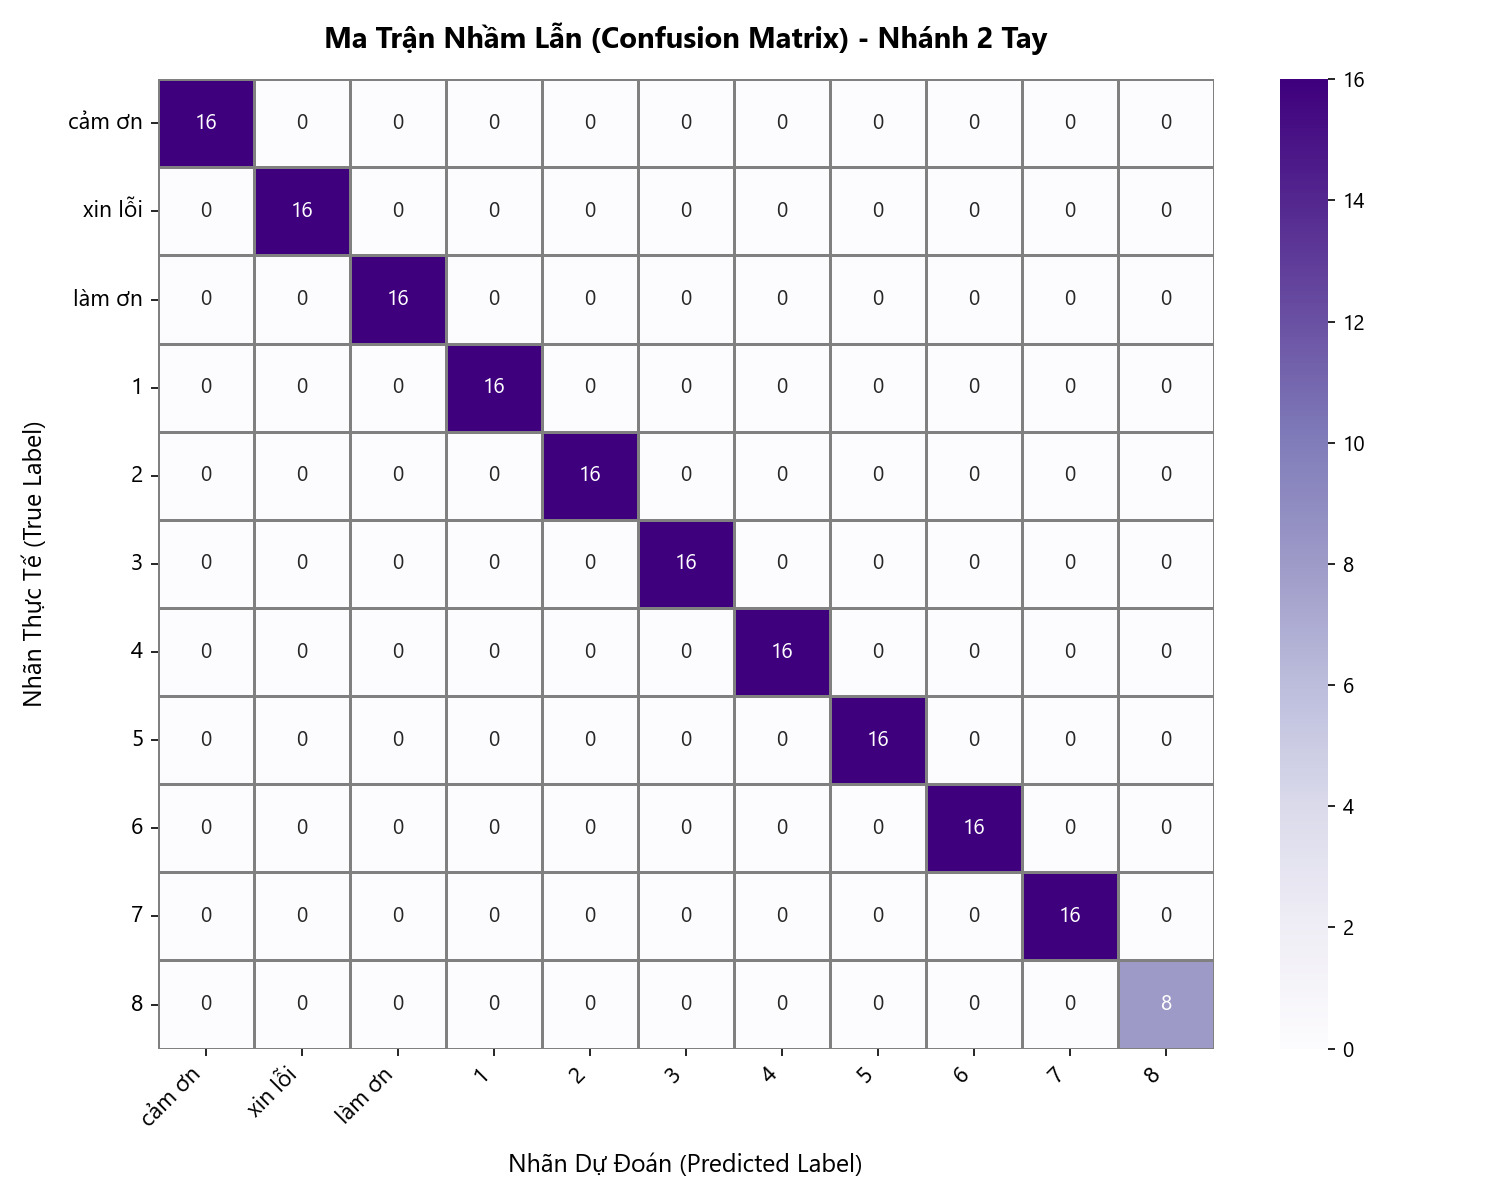 Ma Trận Nhầm Lẫn (Confusion Matrix) - Nhánh 2 Tay
cảm ơn 16 0 0 0 0 0 0 0 0 0 0
xin lỗi 0 16 0 0 0 0 0 0 0 0 0
làm ơn 0 0 16 0 0 0 0 0 0 0 0
1 0 0 0 16 0 0 0 0 0 0 0
2 0 0 0 0 16 0 0 0 0 0 0
3 0 0 0 0 0 16 0 0 0 0 0
4 0 0 0 0 0 0 16 0 0 0 0
5 0 0 0 0 0 0 0 16 0 0 0
6 0 0 0 0 0 0 0 0 16 0 0
7 0 0 0 0 0 0 0 0 0 16 0
8 0 0 0 0 0 0 0 0 0 0 8
cảm ơn xin lỗi làm ơn 1 2 3 4 5 6 7 8
Nhãn Dự Đoán (Predicted Label)
Nhãn Thực Tế (True Label)
16
14
12
10
8
6
4
2
0